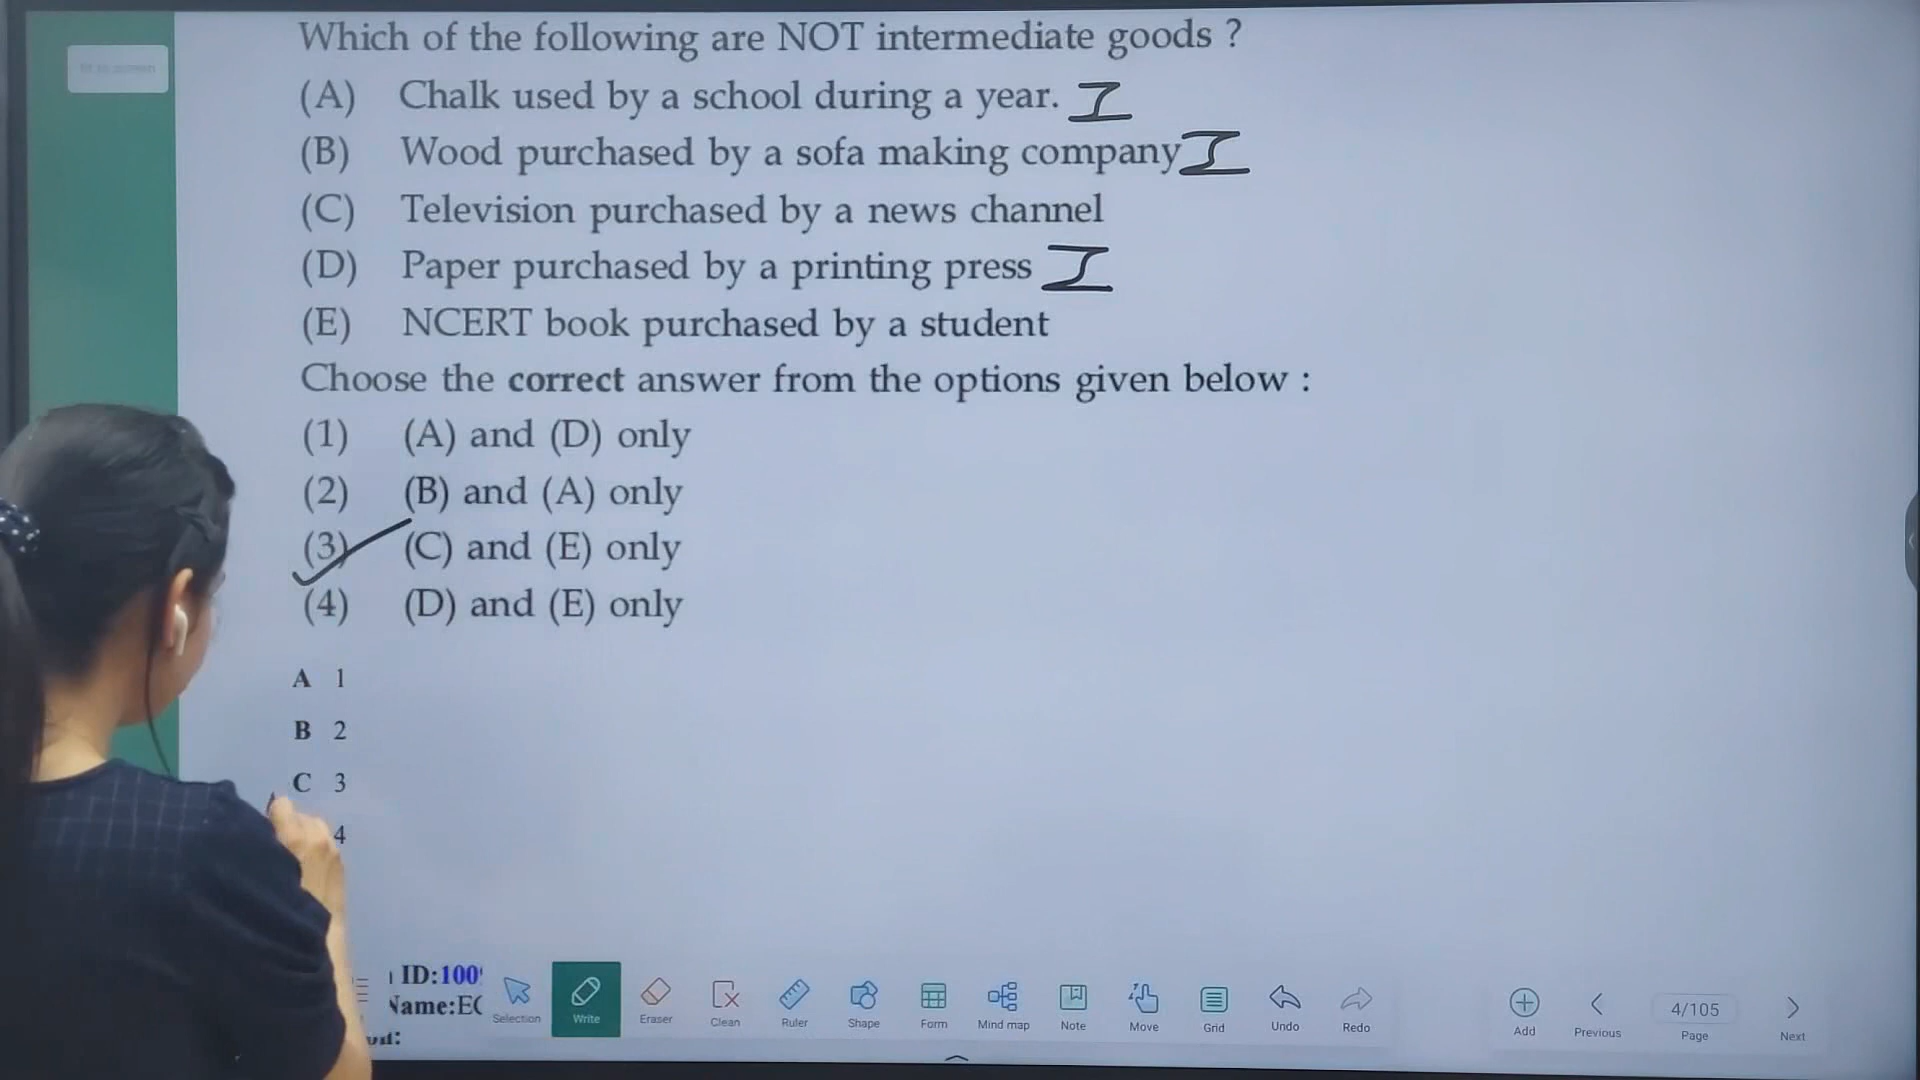 Which of the following are NOT intermediate goods ?
(A) Chalk used by a school during a year. I
(B) Wood purchased by a sofa making company I
(C) Television purchased by a news channel
(D) Paper purchased by a printing press I
(E) NCERT book purchased by a student
Choose the correct answer from the options given below :
(1) (A) and (D) only
(2) (B) and (A) only
(3) (C) and (E) only
(4) (D) and (E) only
A 1
B 2
C 3
4
ID:100
Name:EC
Selection Write Eraser Clean Ruler Shape Form Mind map Note Move Grid Undo Redo Add Previous 4/105 Page Next